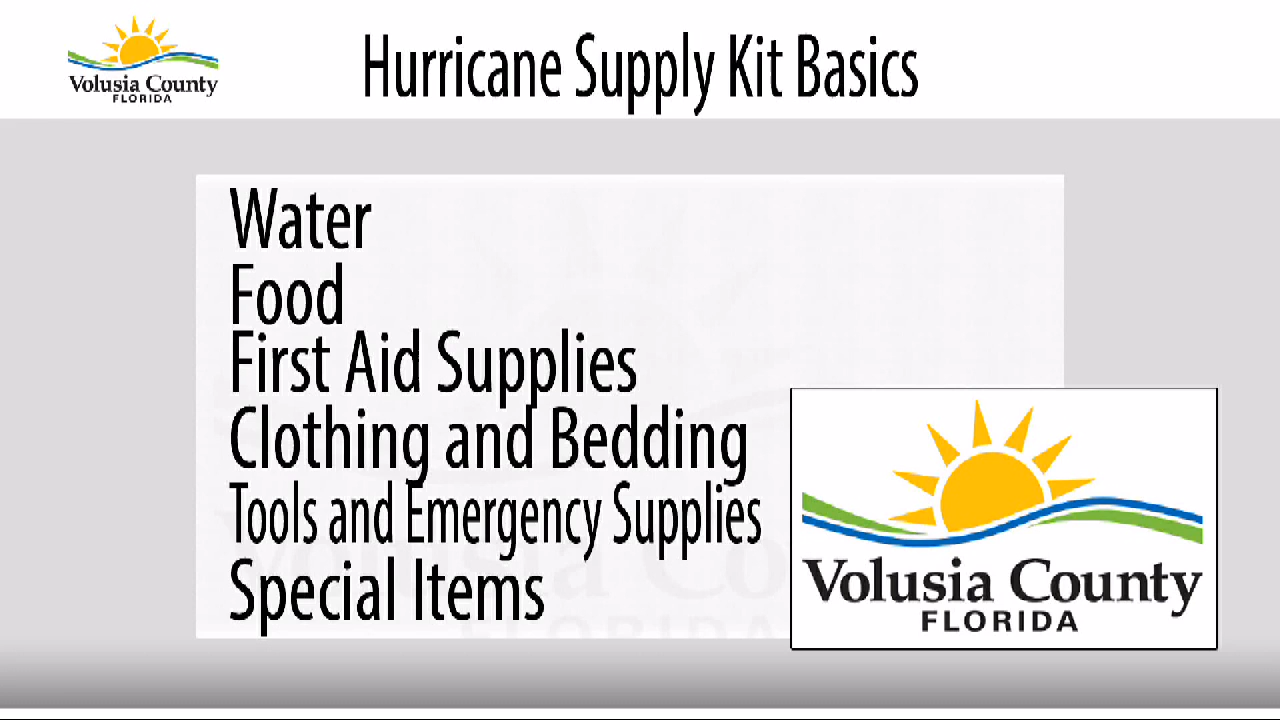 Volusia County
FLORIDA
Hurricane Supply Kit Basics
Water
Food
First Aid Supplies
Clothing and Bedding
Tools and Emergency Supplies
Special Items
Volusia County
FLORIDA